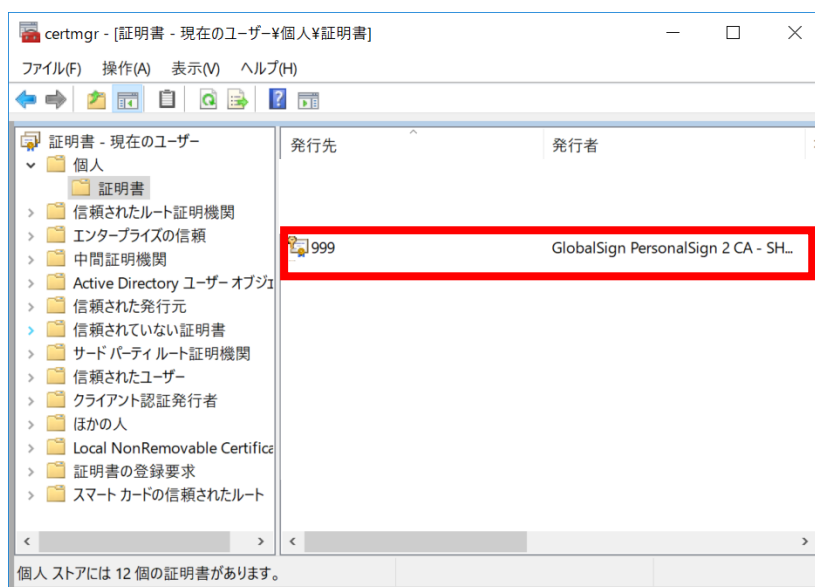 certmgr - [証明書 - 現在のユーザー¥個人¥証明書]
ファイル(F) 操作(A) 表示(V) ヘルプ(H)
証明書 - 現在のユーザー
個人
証明書
信頼されたルート証明機関
エンタープライズの信頼
中間証明機関
Active Directory ユーザー オブジェ
信頼された発行元
信頼されていない証明書
サード パーティ ルート証明機関
信頼されたユーザー
クライアント認証発行者
ほかの人
Local NonRemovable Certifica
証明書の登録要求
スマート カードの信頼されたルート
発行先 発行者
999 GlobalSign PersonalSign 2 CA - SH...
個人 ストアには 12 個の証明書があります。